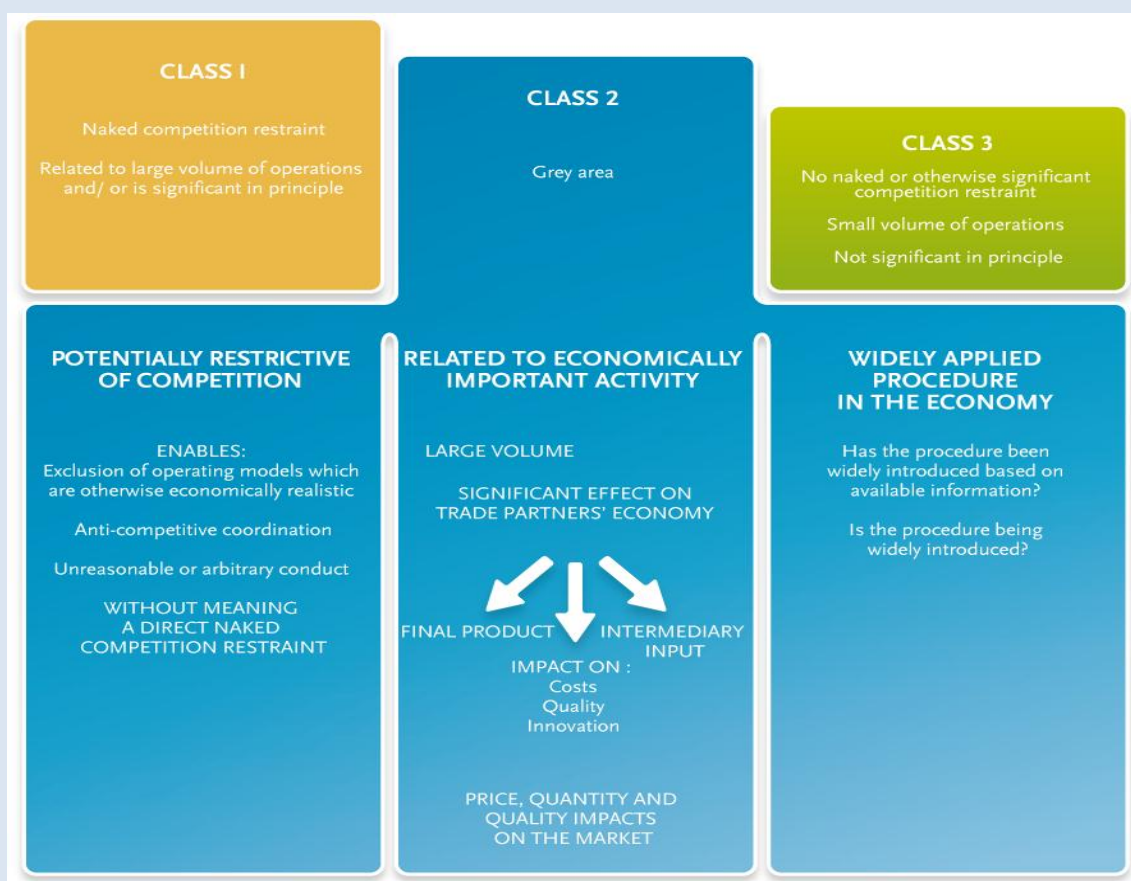 CLASS I
Naked competition restraint
Related to large volume of operations
and/ or is significant in principle
CLASS 2
Grey area
CLASS 3
No naked or otherwise significant
competition restraint
Small volume of operations
Not significant in principle
POTENTIALLY RESTRICTIVE
OF COMPETITION
ENABLES:
Exclusion of operating models which
are otherwise economically realistic
Anti-competitive coordination
Unreasonable or arbitrary conduct
WITHOUT MEANING
A DIRECT NAKED
COMPETITION RESTRAINT
RELATED TO ECONOMICALLY
IMPORTANT ACTIVITY
LARGE VOLUME
SIGNIFICANT EFFECT ON
TRADE PARTNERS' ECONOMY
FINAL PRODUCT
INTERMEDIARY
INPUT
IMPACT ON :
Costs
Quality
Innovation
PRICE, QUANTITY AND
QUALITY IMPACTS
ON THE MARKET
WIDELY APPLIED
PROCEDURE
IN THE ECONOMY
Has the procedure been
widely introduced based on
available information?
Is the procedure being
widely introduced?